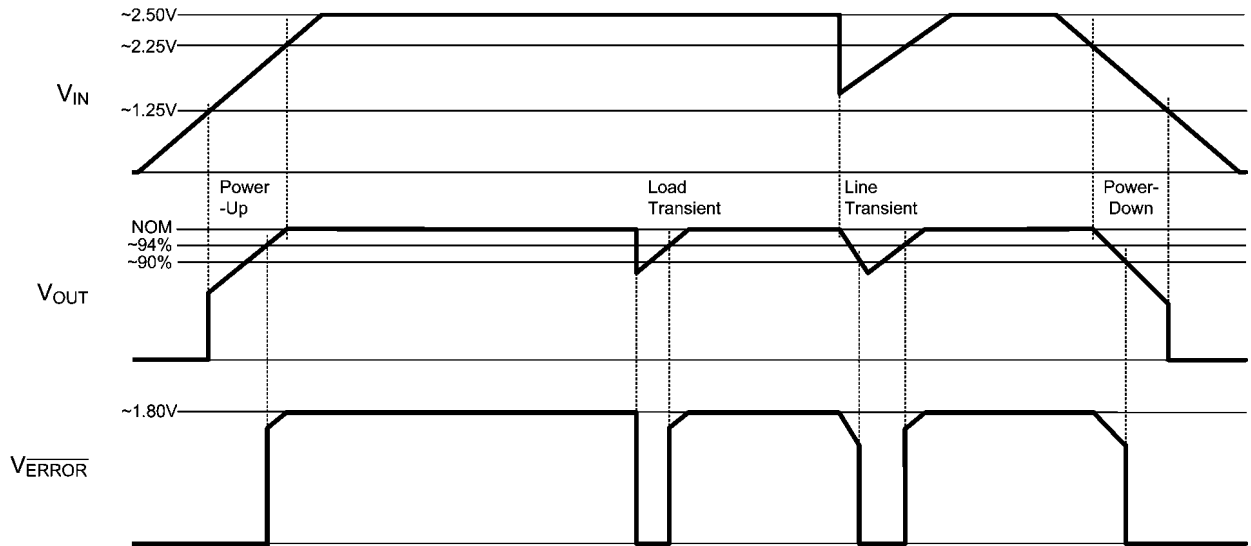 ~2.50V
~2.25V
VIN
~1.25V
Power
-Up
Load
Transient
Line
Transient
Power-
Down
NOM
~94%
~90%
VOUT
~1.80V
VERROR